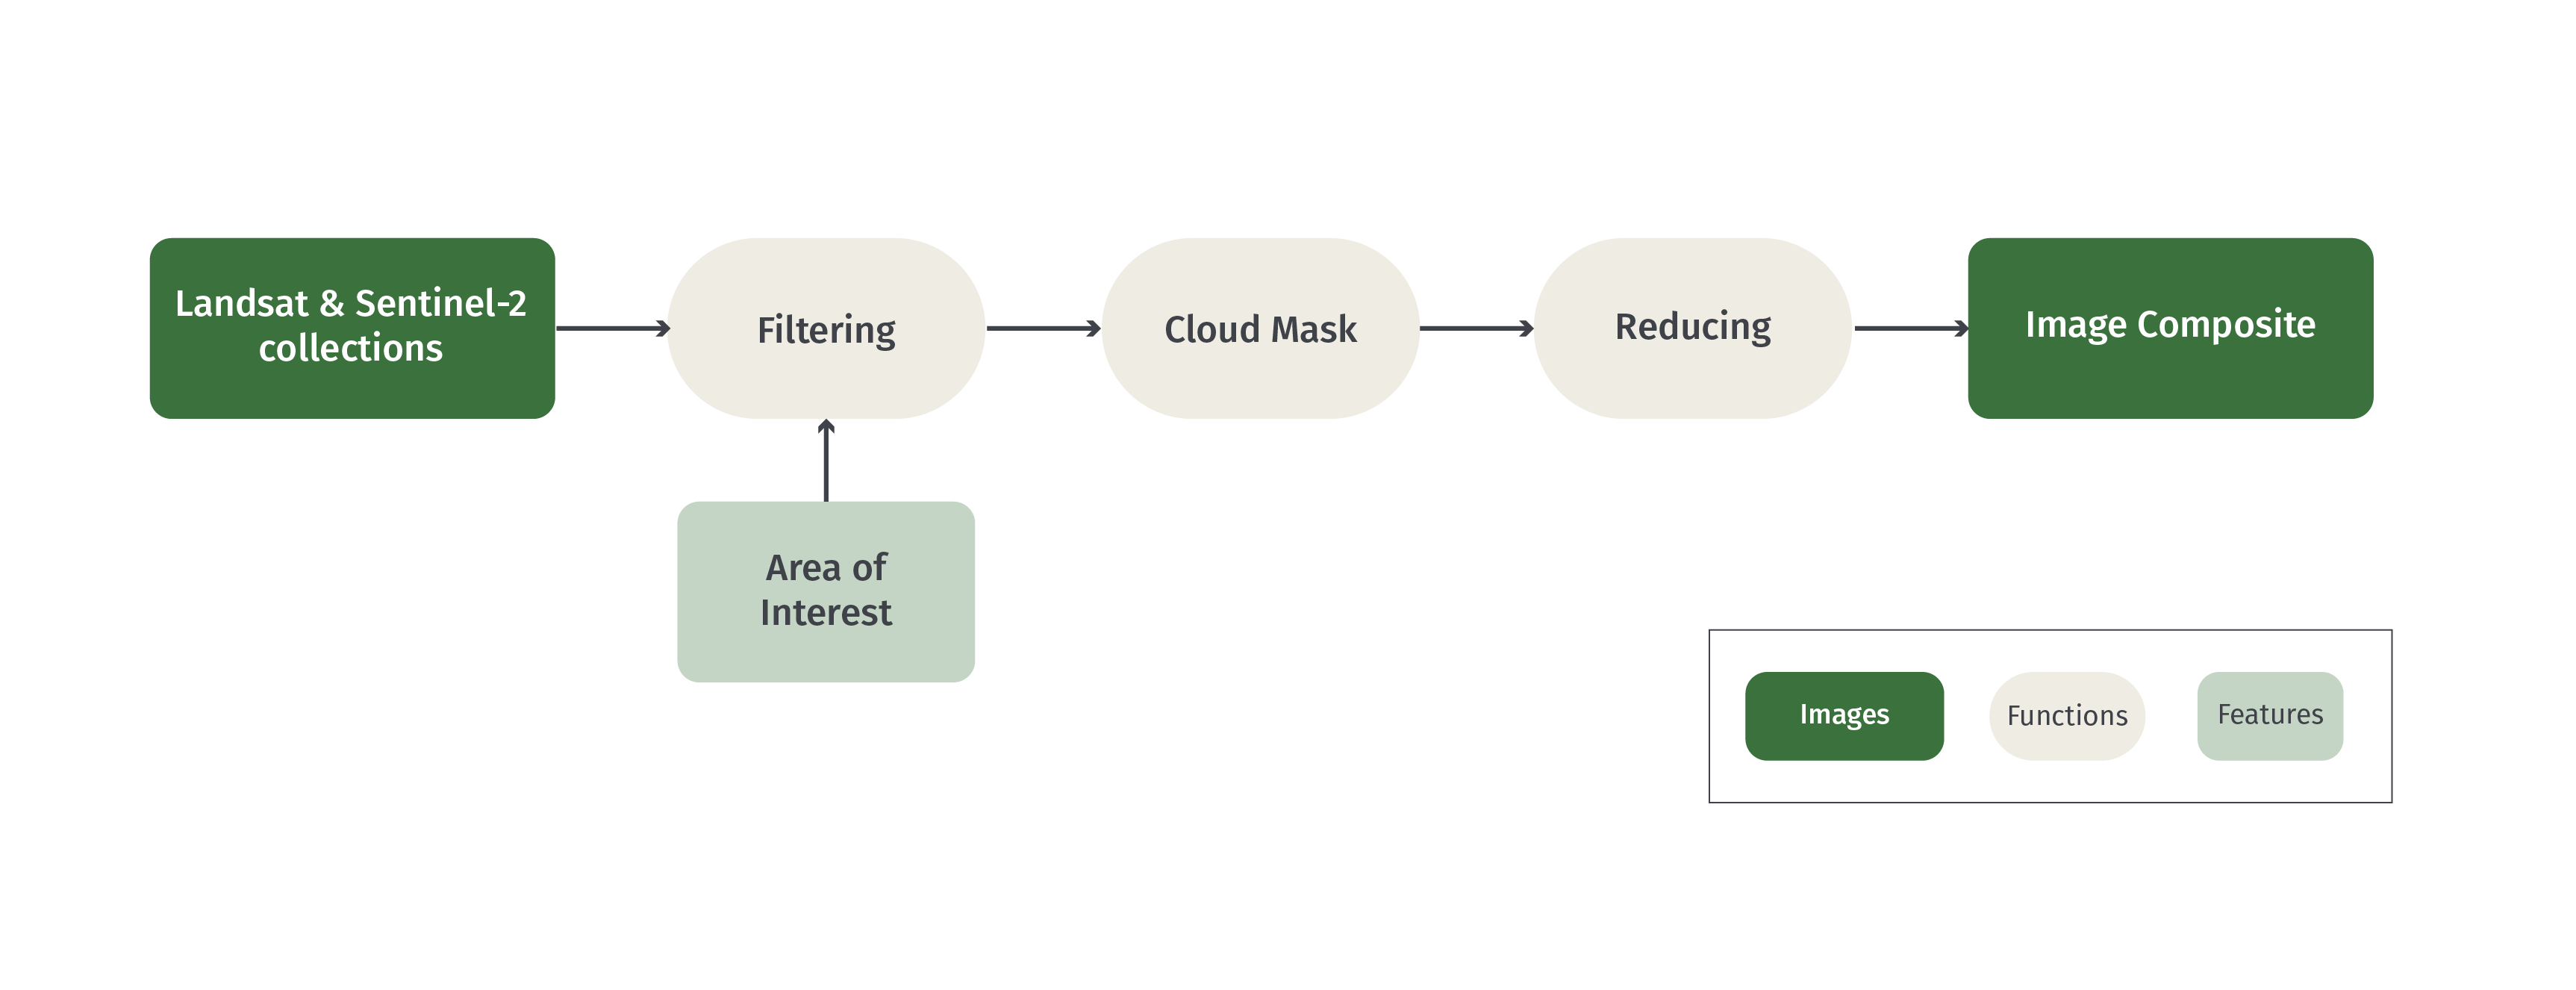 Landsat & Sentinel-2
collections
Filtering
Cloud Mask
Reducing
Image Composite
Area of
Interest
Images
Functions
Features